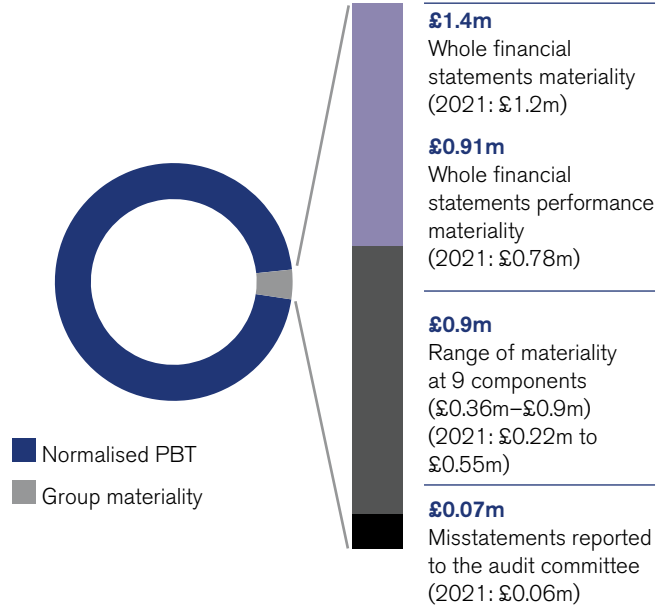 £1.4m
Whole financial
statements materiality
(2021: £1.2m)
£0.91m
Whole financial
statements performance
materiality
(2021: £0.78m)
£0.9m
Range of materiality
at 9 components
(£0.36m–£0.9m)
(2021: £0.22m to
£0.55m)
£0.07m
Misstatements reported
to the audit committee
(2021: £0.06m)
Normalised PBT
Group materiality